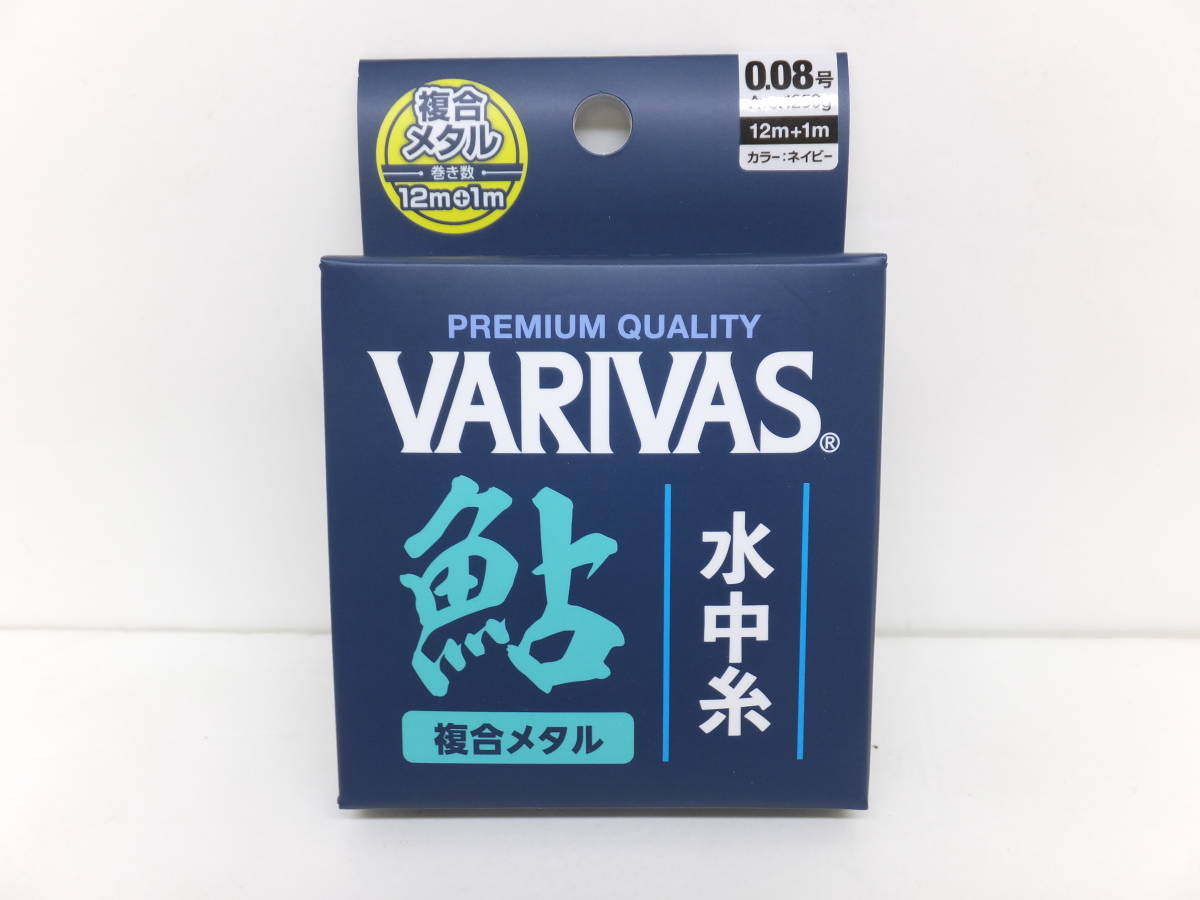 複合
メタル
巻き数
12m+1m
0.08号
12m+1m
カラー:ネイビー
PREMIUM QUALITY
VARIVAS®
鮎
水中糸
複合メタル